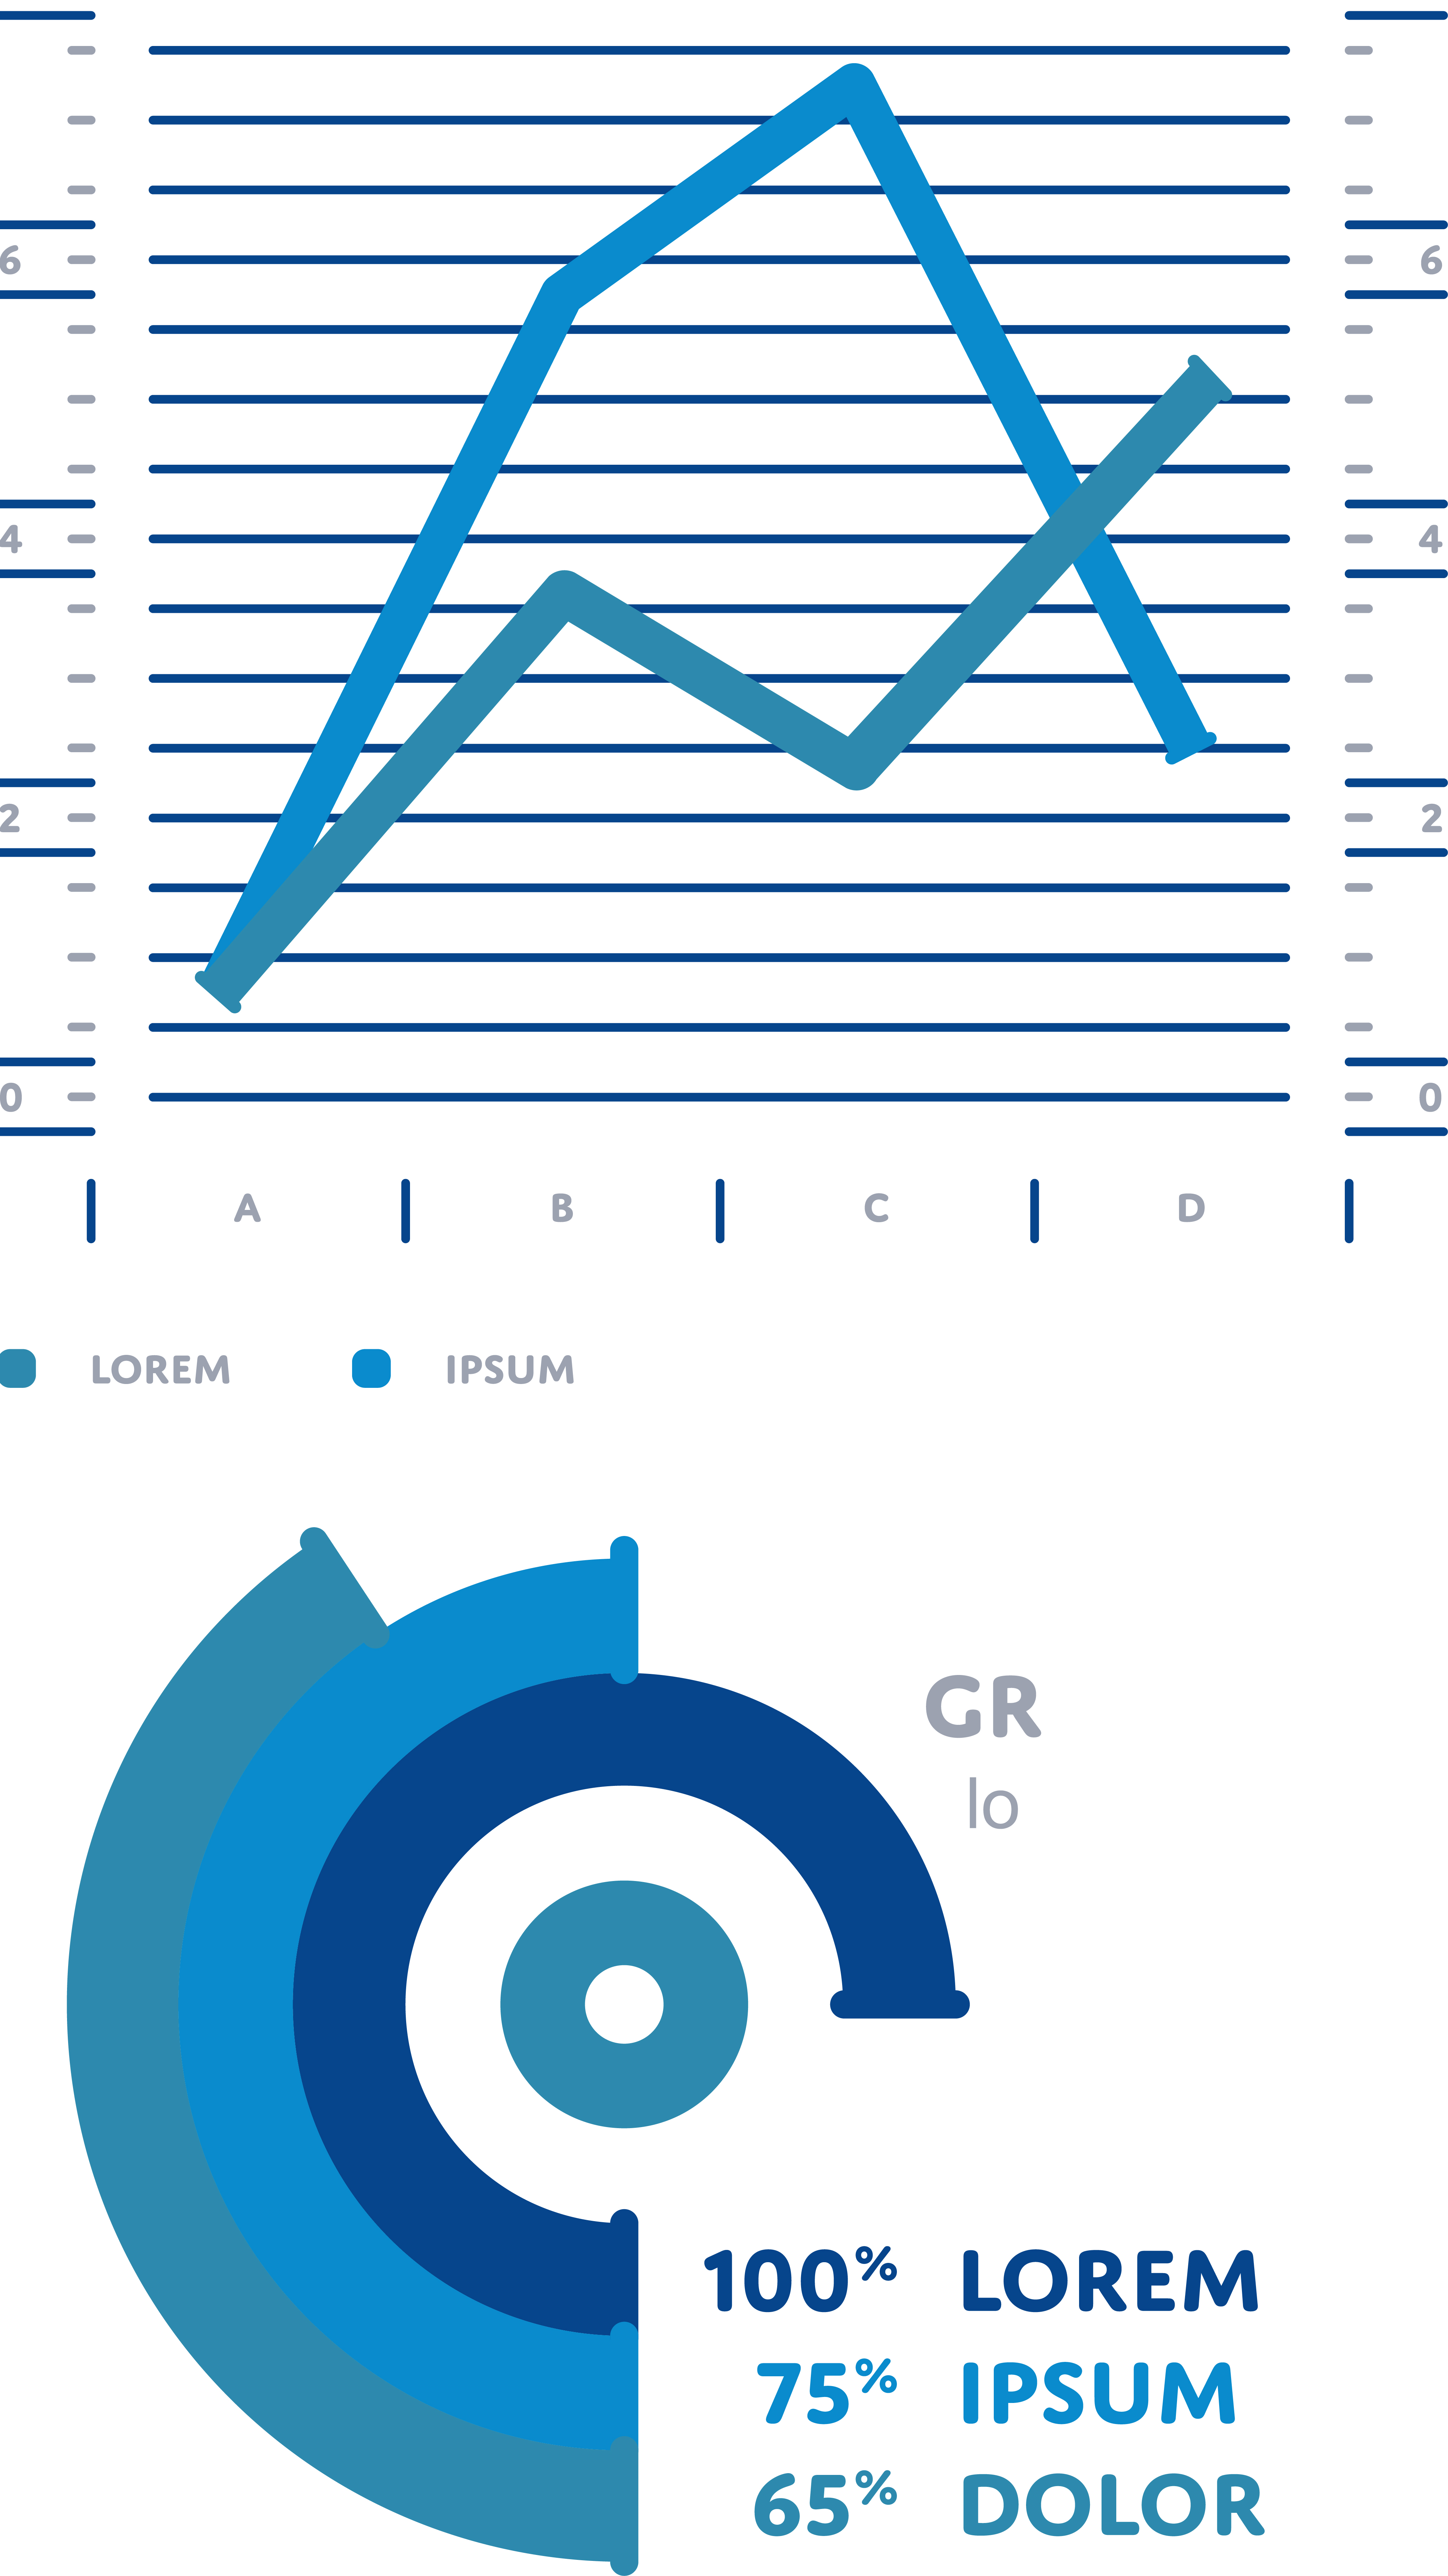 6 6
4 4
2 2
0 0
A B C D
LOREM IPSUM
GR
lo
100% LOREM
75% IPSUM
65% DOLOR